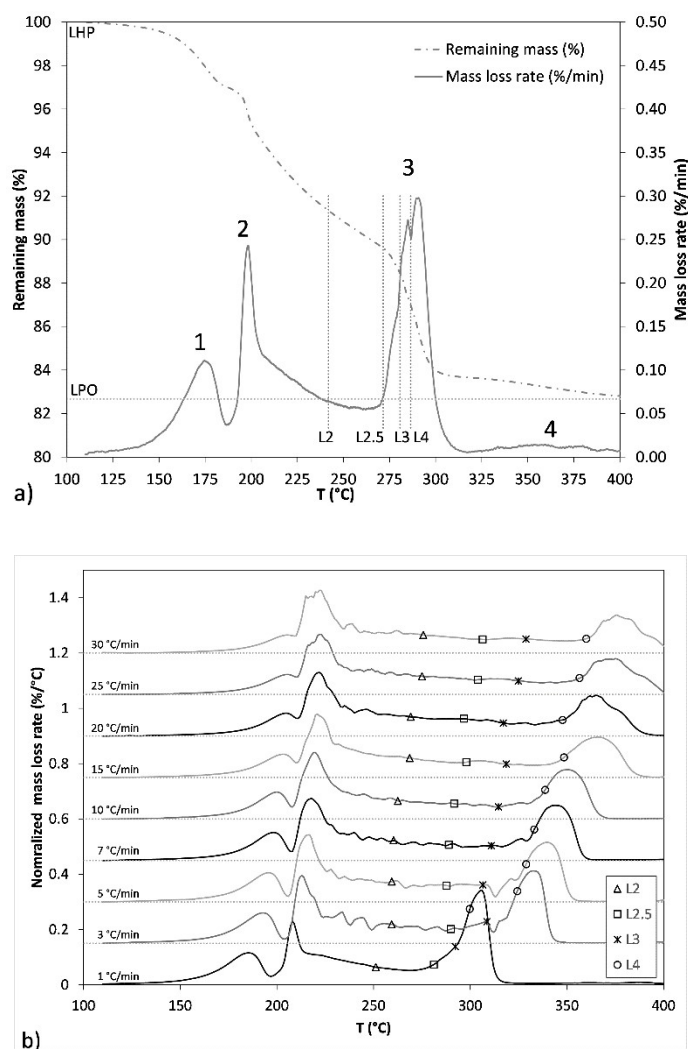 LHP
Remaining mass (%)
Mass loss rate (%/min)
100
98
96
94
92
90
88
86
84
82
80
Remaining mass (%)
0.50
0.45
0.40
0.35
0.30
0.25
0.20
0.15
0.10
0.05
0.00
Mass loss rate (%/min)
1
2
3
4
LPO
L2
L2.5
L3
L4
100 125 150 175 200 225 250 275 300 325 350 375 400
T (°C)
a)
Nomralized mass loss rate (%/°C)
1.4
1.2
1
0.8
0.6
0.4
0.2
0
30 °C/min
25 °C/min
20 °C/min
15 °C/min
10 °C/min
7 °C/min
5 °C/min
3 °C/min
1 °C/min
L2
L2.5
L3
L4
100 150 200 250 300 350 400
T (°C)
b)